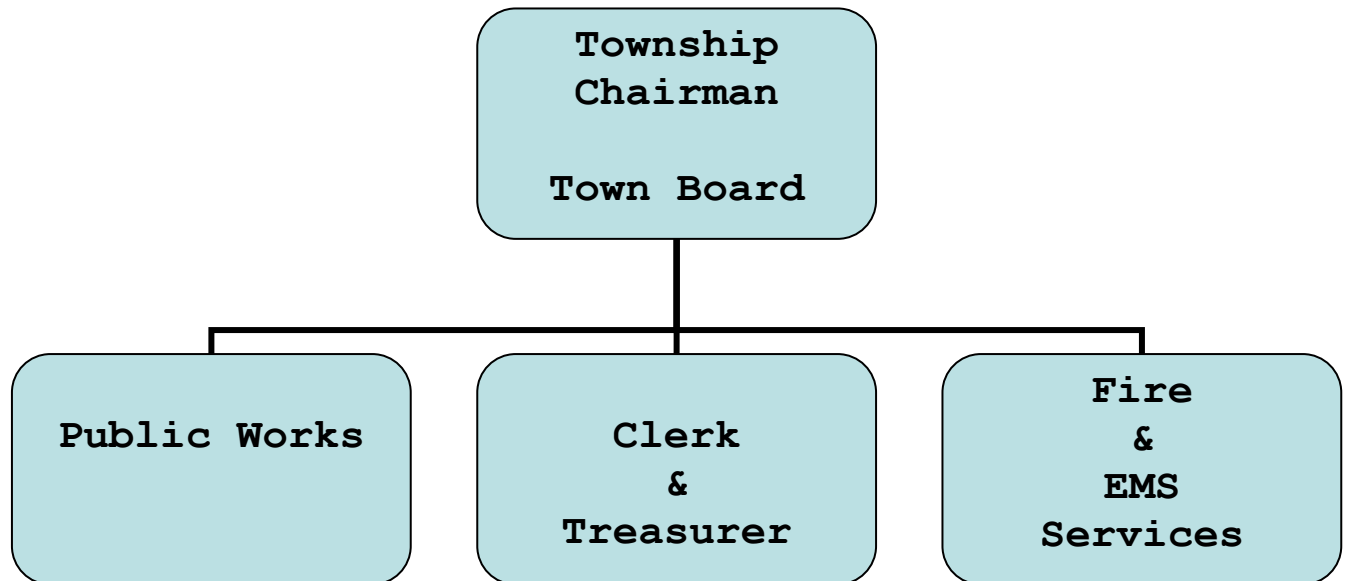 Township
Chairman
Town Board
Public Works
Clerk
&
Treasurer
Fire
&
EMS
Services